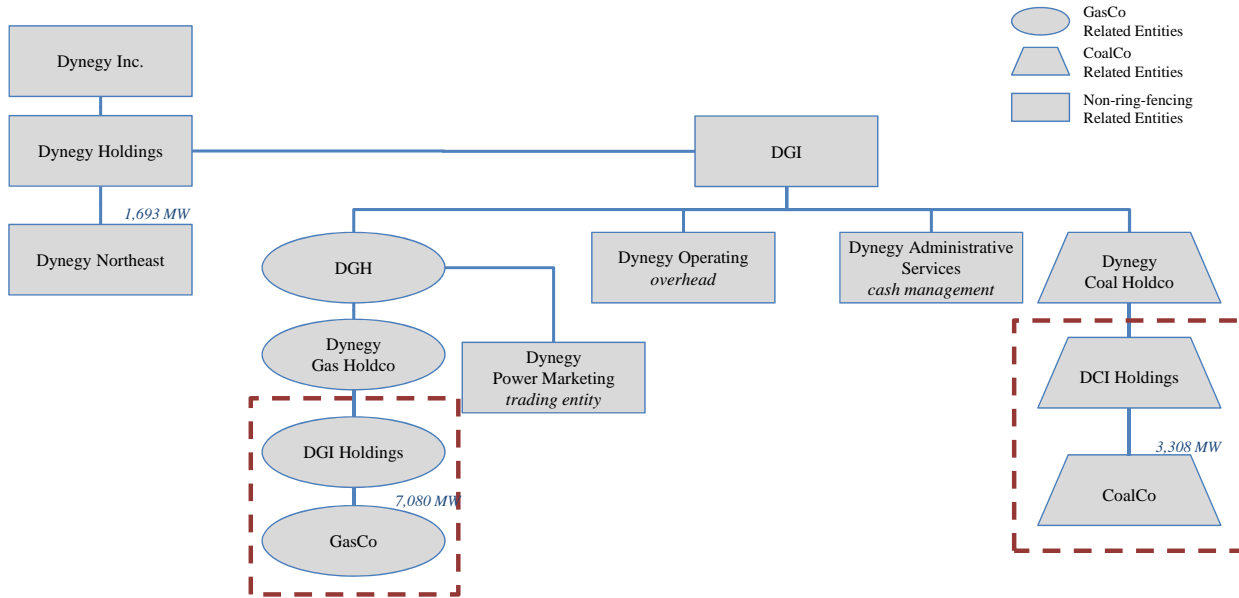 GasCo
Related Entities
CoalCo
Related Entities
Non-ring-fencing
Related Entities
Dynegy Inc.
Dynegy Holdings
DGI
1,693 MW
Dynegy Northeast
DGH
Dynegy Operating
overhead
Dynegy Administrative
Services
cash management
Dynegy
Coal Holdco
Dynegy
Gas Holdco
Dynegy
Power Marketing
trading entity
DCI Holdings
DGI Holdings
3,308 MW
7,080 MW
CoalCo
GasCo